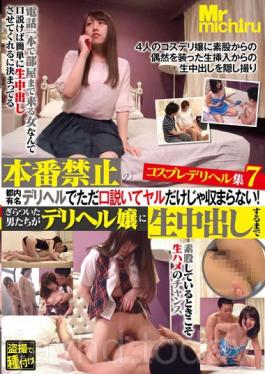 Mr
michiru
電話一本で部屋まで来る女なんて
口説けば簡単に生中出し
させてくれるに決まってる
4人のコスデリ嬢に素股からの
偶然を装った生挿入からの
生中出しを隠し撮り
本番禁止の
コスプレデリヘル集7
都内有名デリヘルでただ口説いてヤルだけじゃ収まらない!
ぎらついた男たちがデリヘル嬢に生中出しするまで
素股しているときこそ
生ハメのチャンス
盗撮で
種付け